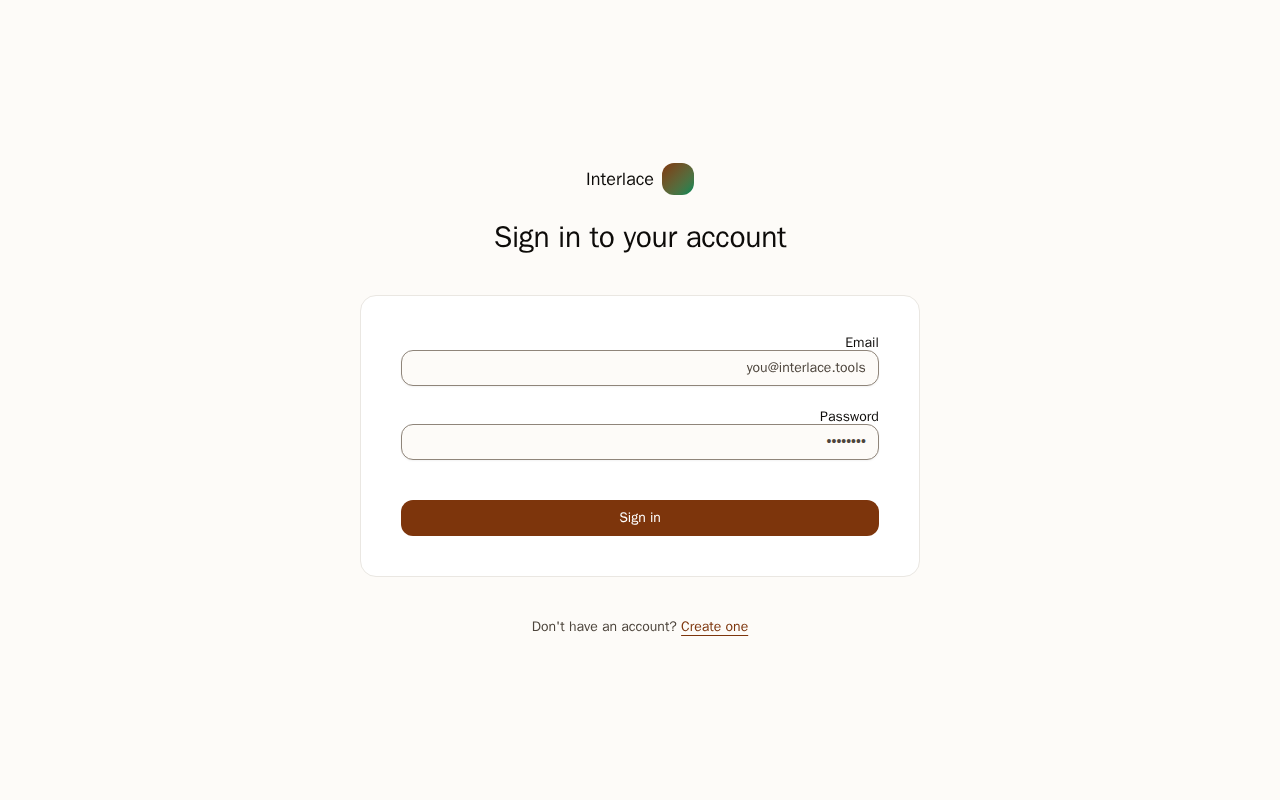 Interlace
Sign in to your account
Email
you@interlace.tools
Password
••••••••
Sign in
Don't have an account? Create one